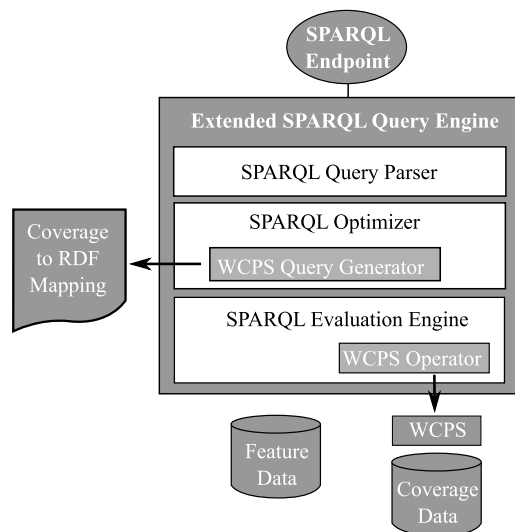 SPARQL
Endpoint
Extended SPARQL Query Engine
SPARQL Query Parser
SPARQL Optimizer
WCPS Query Generator
Coverage
to RDF
Mapping
SPARQL Evaluation Engine
WCPS Operator
WCPS
Feature
Data
Coverage
Data